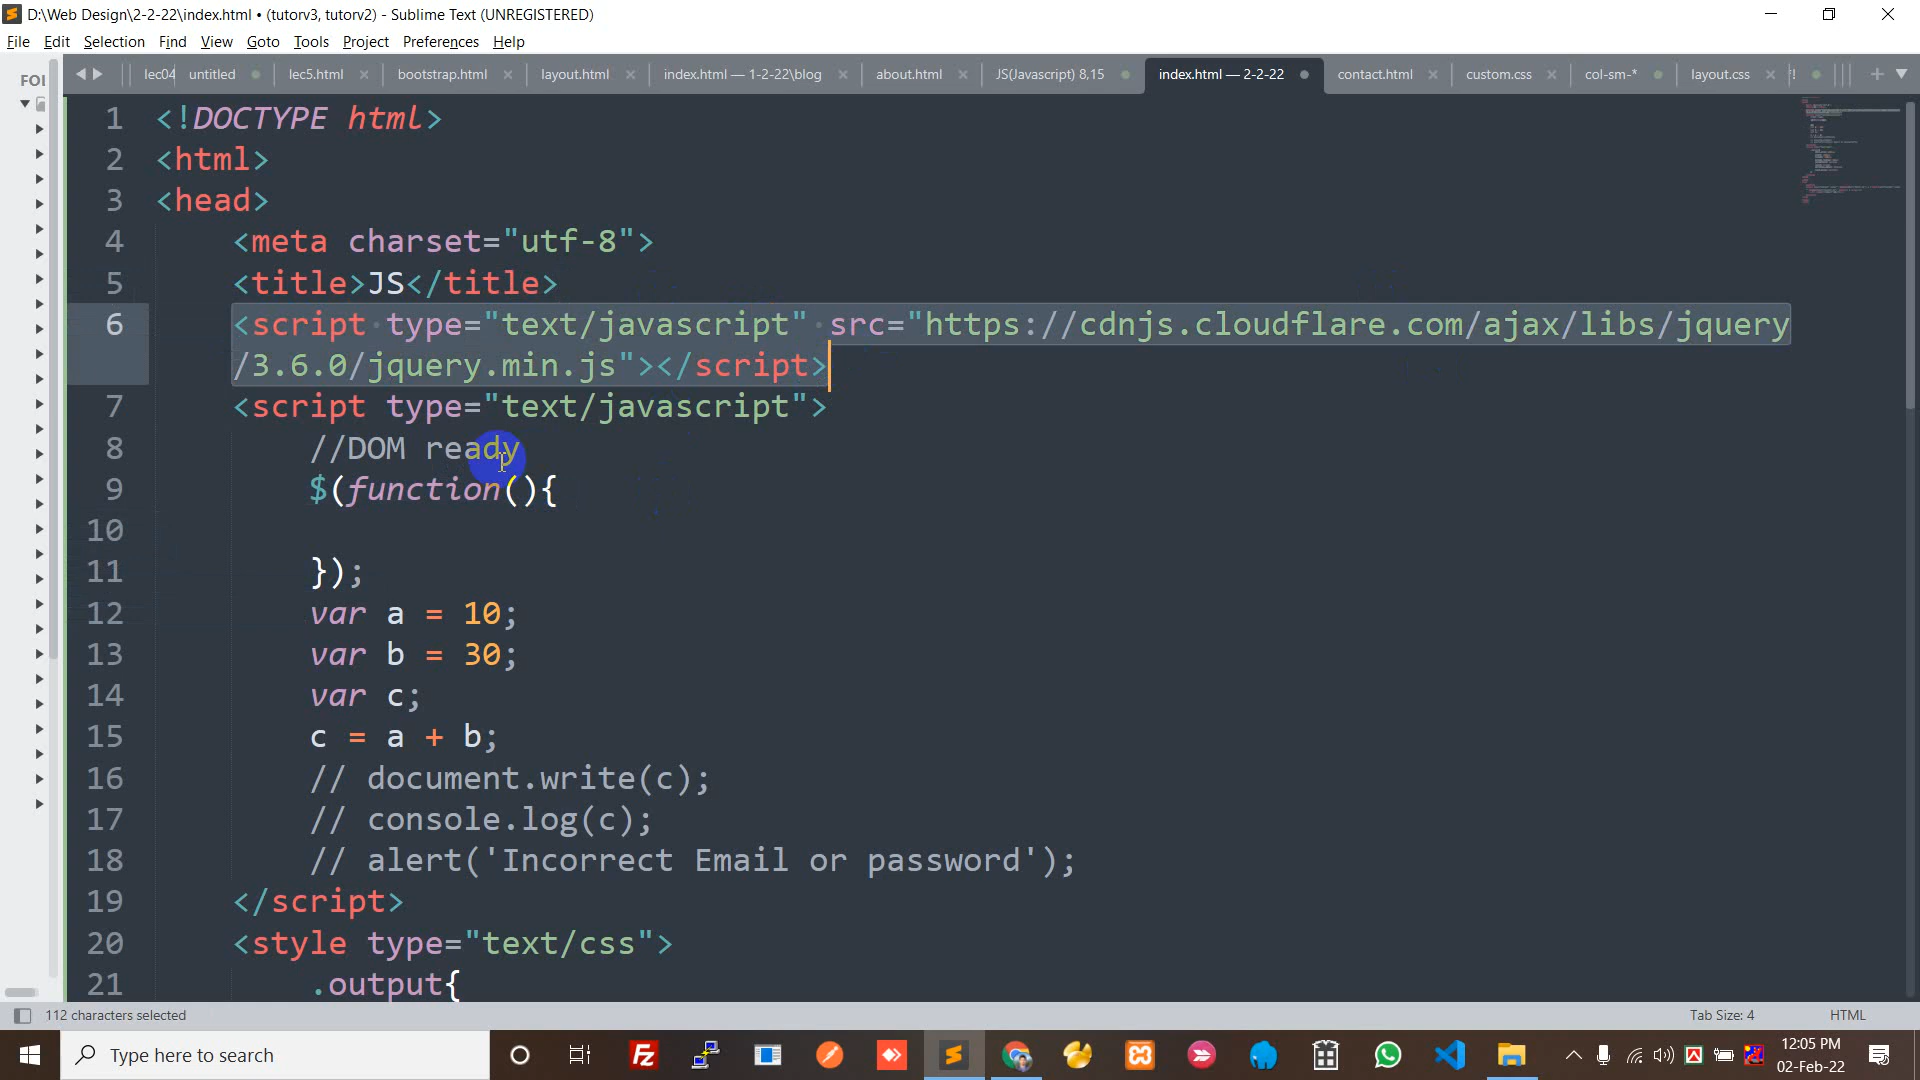 D:\Web Design\2-2-22\index.html • (tutorv3, tutorv2) - Sublime Text (UNREGISTERED)
File Edit Selection Find View Goto Tools Project Preferences Help
FOI
lec04 untitled lec5.html bootstrap.html layout.html index.html — 1-2-22\blog about.html JS(Javascript) 8,15 index.html — 2-2-22 contact.html custom.css col-sm-* layout.css
1 <!DOCTYPE html>
2 <html>
3 <head>
4 <meta charset="utf-8">
5 <title>JS</title>
6 <script type="text/javascript" src="https://cdnjs.cloudflare.com/ajax/libs/jquery
/3.6.0/jquery.min.js"></script>
7 <script type="text/javascript">
8 //DOM ready
9 $(function(){
10
11 });
12 var a = 10;
13 var b = 30;
14 var c;
15 c = a + b;
16 // document.write(c);
17 // console.log(c);
18 // alert('Incorrect Email or password');
19 </script>
20 <style type="text/css">
21 .output{
112 characters selected Tab Size: 4 HTML
Type here to search
12:05 PM
02-Feb-22